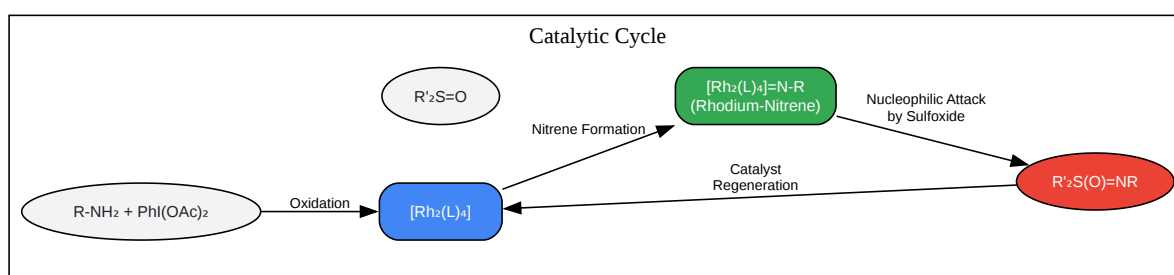 Catalytic Cycle
R'₂S=O
[Rh₂(L)₄]=N-R
(Rhodium-Nitrene)
Nucleophilic Attack
by Sulfoxide
Nitrene Formation
Catalyst
Regeneration
R'₂S(O)=NR
R-NH₂ + PhI(OAc)₂
Oxidation
[Rh₂(L)₄]